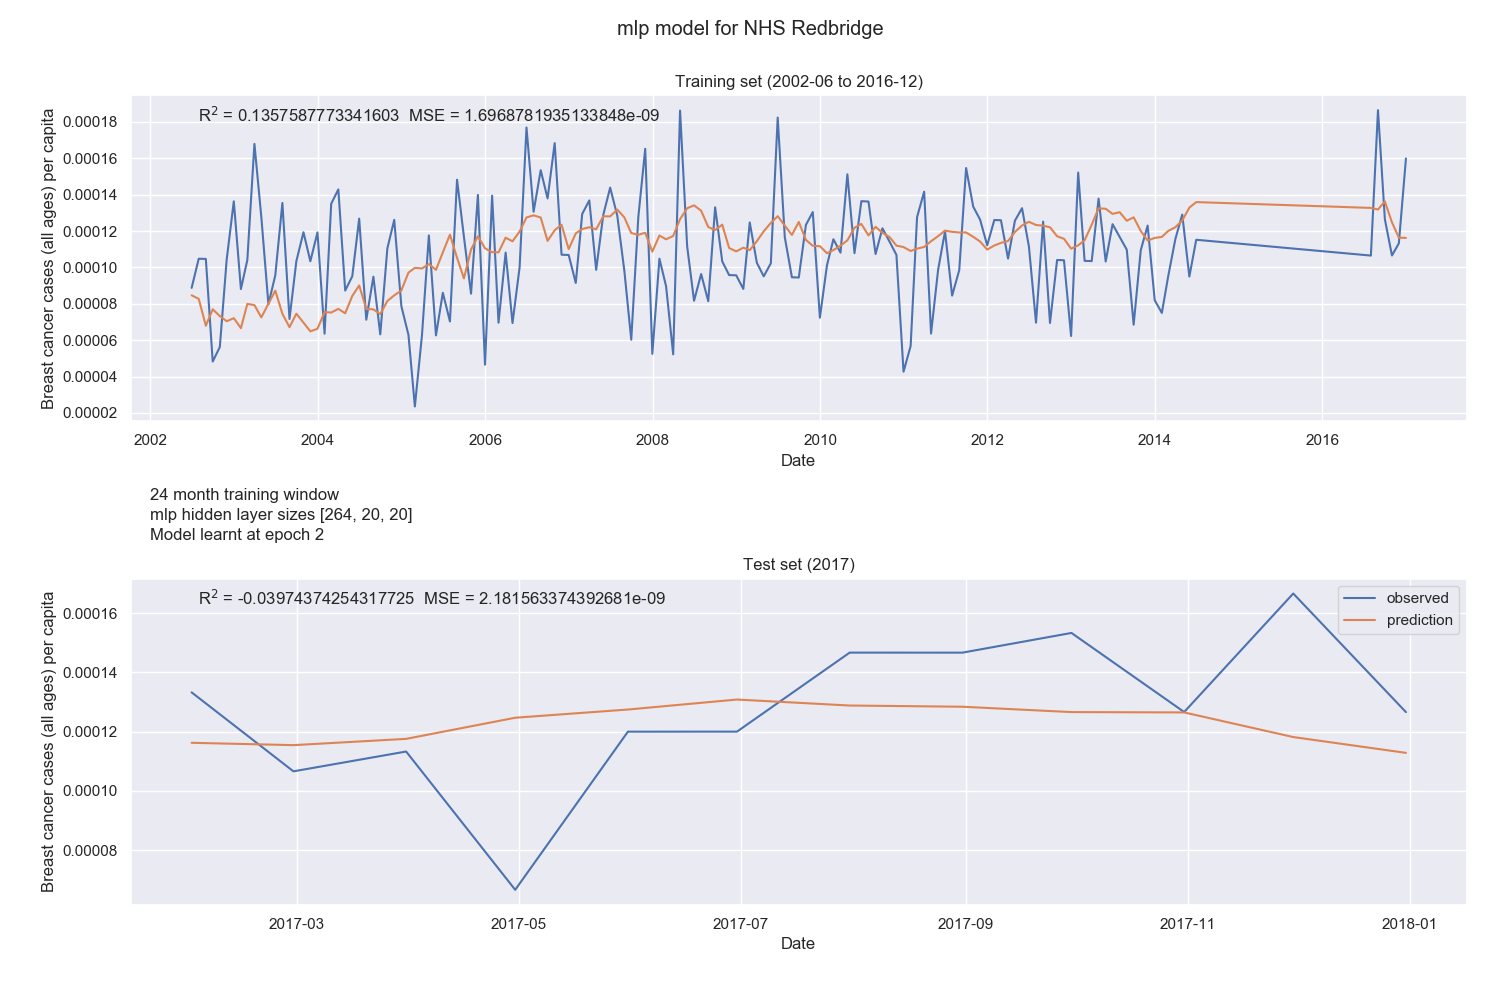 mlp model for NHS Redbridge
Training set (2002-06 to 2016-12)
R² = 0.1357587773341603  MSE = 1.6968781935133848e-09
Breast cancer cases (all ages) per capita
0.00018
0.00016
0.00014
0.00012
0.00010
0.00008
0.00006
0.00004
0.00002
2002 2004 2006 2008 2010 2012 2014 2016
Date
24 month training window
mlp hidden layer sizes [264, 20, 20]
Model learnt at epoch 2
Test set (2017)
R² = -0.03974374254317725  MSE = 2.181563374392681e-09
observed
prediction
Breast cancer cases (all ages) per capita
0.00016
0.00014
0.00012
0.00010
0.00008
2017-03 2017-05 2017-07 2017-09 2017-11 2018-01
Date